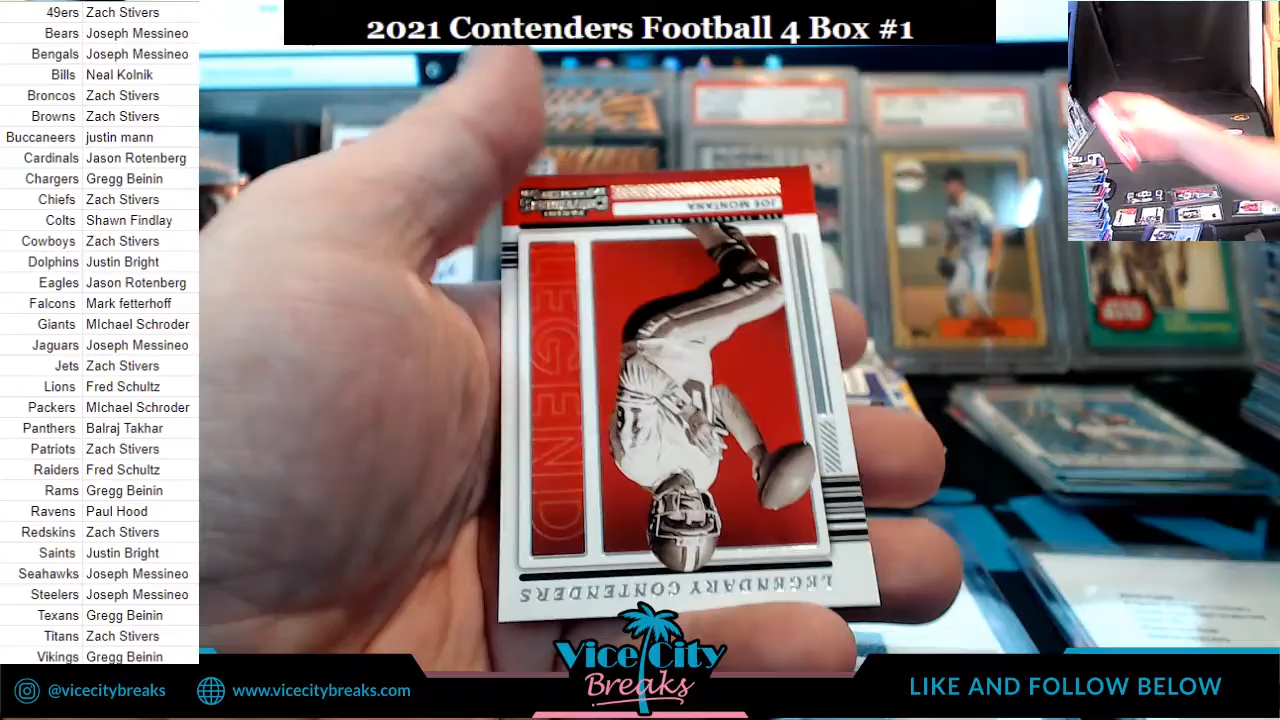 2021 Contenders Football 4 Box #1
49ers Zach Stivers
Bears Joseph Messineo
Bengals Joseph Messineo
Bills Neal Kolnik
Broncos Zach Stivers
Browns Zach Stivers
Buccaneers justin mann
Cardinals Jason Rotenberg
Chargers Gregg Beinin
Chiefs Zach Stivers
Colts Shawn Findlay
Cowboys Zach Stivers
Dolphins Justin Bright
Eagles Jason Rotenberg
Falcons Mark fetterhoff
Giants MIchael Schroder
Jaguars Joseph Messineo
Jets Zach Stivers
Lions Fred Schultz
Packers MIchael Schroder
Panthers Balraj Takhar
Patriots Zach Stivers
Raiders Fred Schultz
Rams Gregg Beinin
Ravens Paul Hood
Redskins Zach Stivers
Saints Justin Bright
Seahawks Joseph Messineo
Steelers Joseph Messineo
Texans Gregg Beinin
Titans Zach Stivers
Vikings Gregg Beinin
JOE MONTANA
LEGEND
LEGENDARY CONTENDERS
Vice City
Breaks
@vicecitybreaks
www.vicecitybreaks.com
LIKE AND FOLLOW BELOW